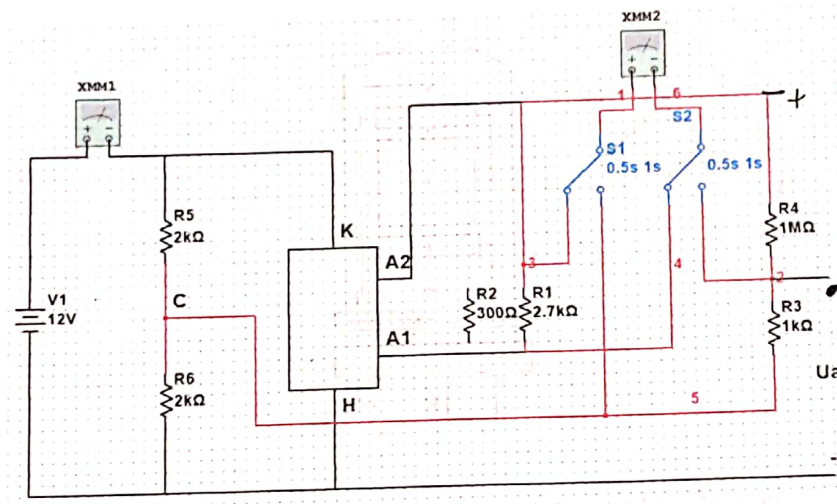 XMM2
XMM1
+ -
+ -
1
6
+
S2
S1
0.5s 1s
0.5s 1s
R5
2kΩ
K
R4
1MΩ
A2
3
4
2
C
V1
12V
R2
300Ω
R1
2.7kΩ
R3
1kΩ
A1
R6
2kΩ
Ua
H
5
-